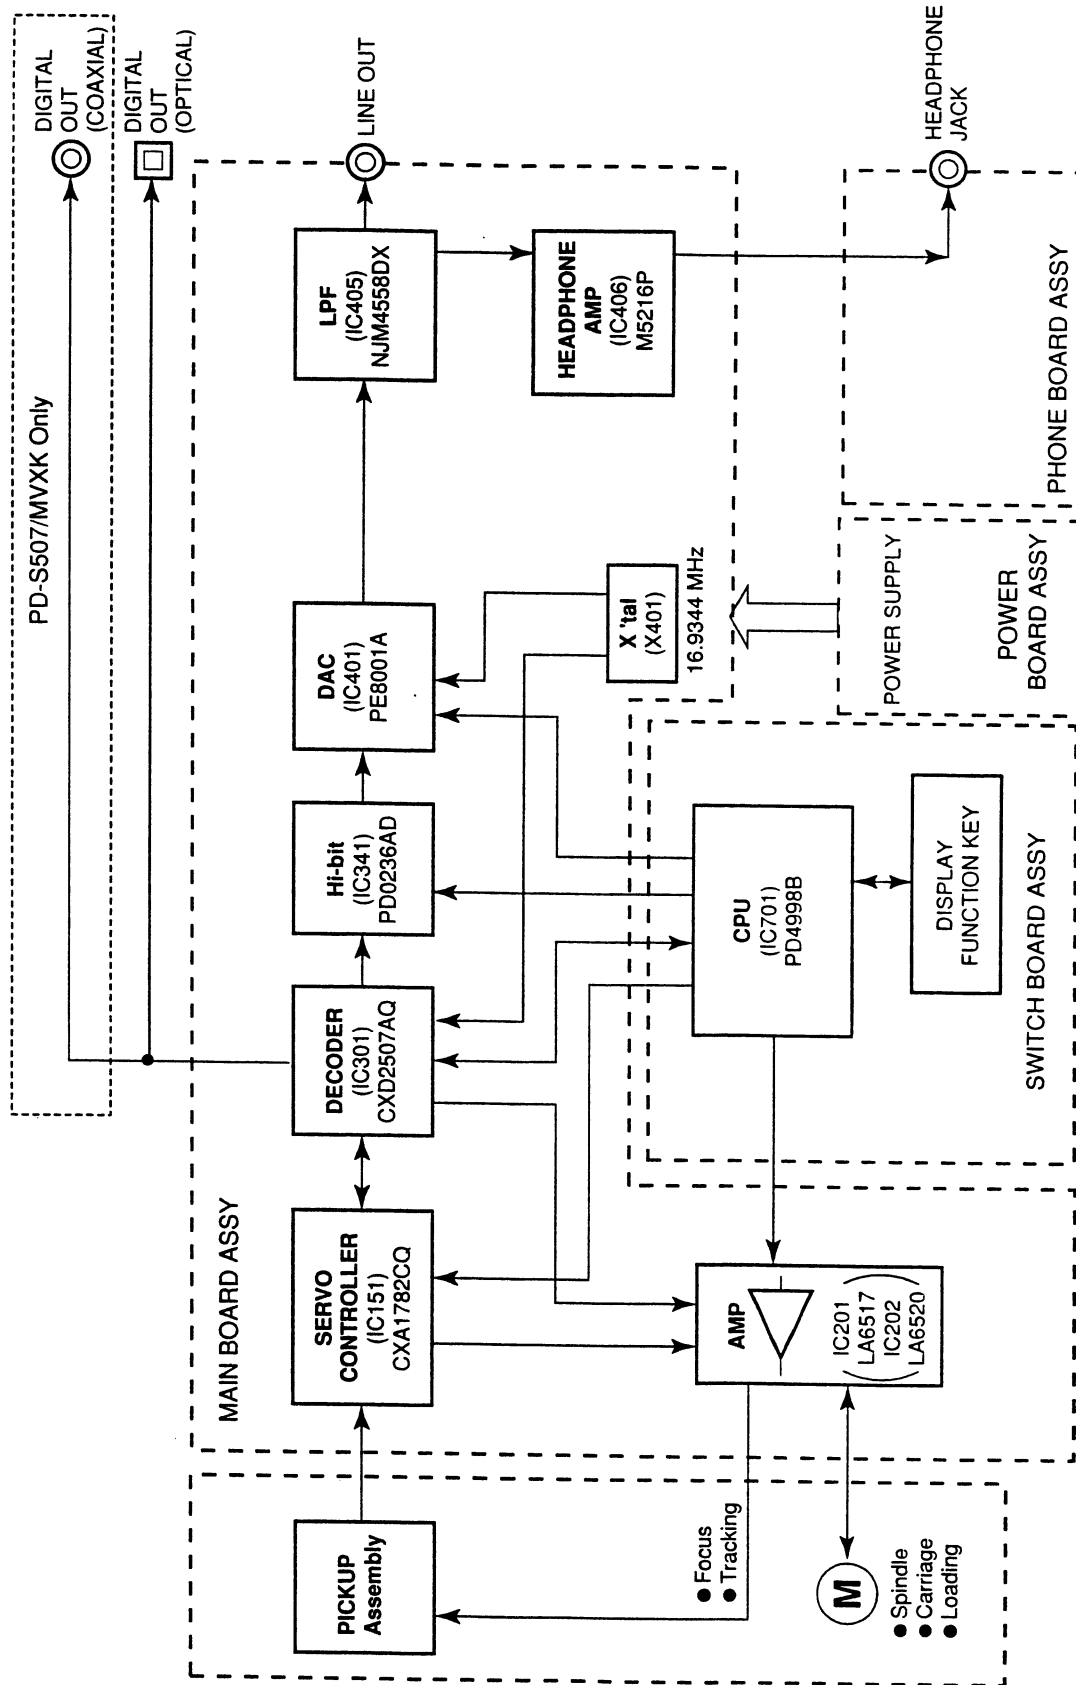 PD-S507/MVXK Only
DIGITAL
OUT
(COAXIAL)
DIGITAL
OUT
(OPTICAL)
MAIN BOARD ASSY
PICKUP
Assembly
SERVO
CONTROLLER
(IC151)
CXA1782CQ
DECODER
(IC301)
CXD2507AQ
Hi-bit
(IC341)
PD0236AD
DAC
(IC401)
PE8001A
LPF
(IC405)
NJM4558DX
LINE OUT
HEADPHONE
AMP
(IC406)
M5216P
X'tal
(X401)
16.9344 MHz
● Focus
● Tracking
AMP
IC201
LA6517
IC202
LA6520
CPU
(IC701)
PD4998B
M
● Spindle
● Carriage
● Loading
DISPLAY
FUNCTION KEY
SWITCH BOARD ASSY
POWER SUPPLY
POWER
BOARD ASSY
HEADPHONE
JACK
PHONE BOARD ASSY